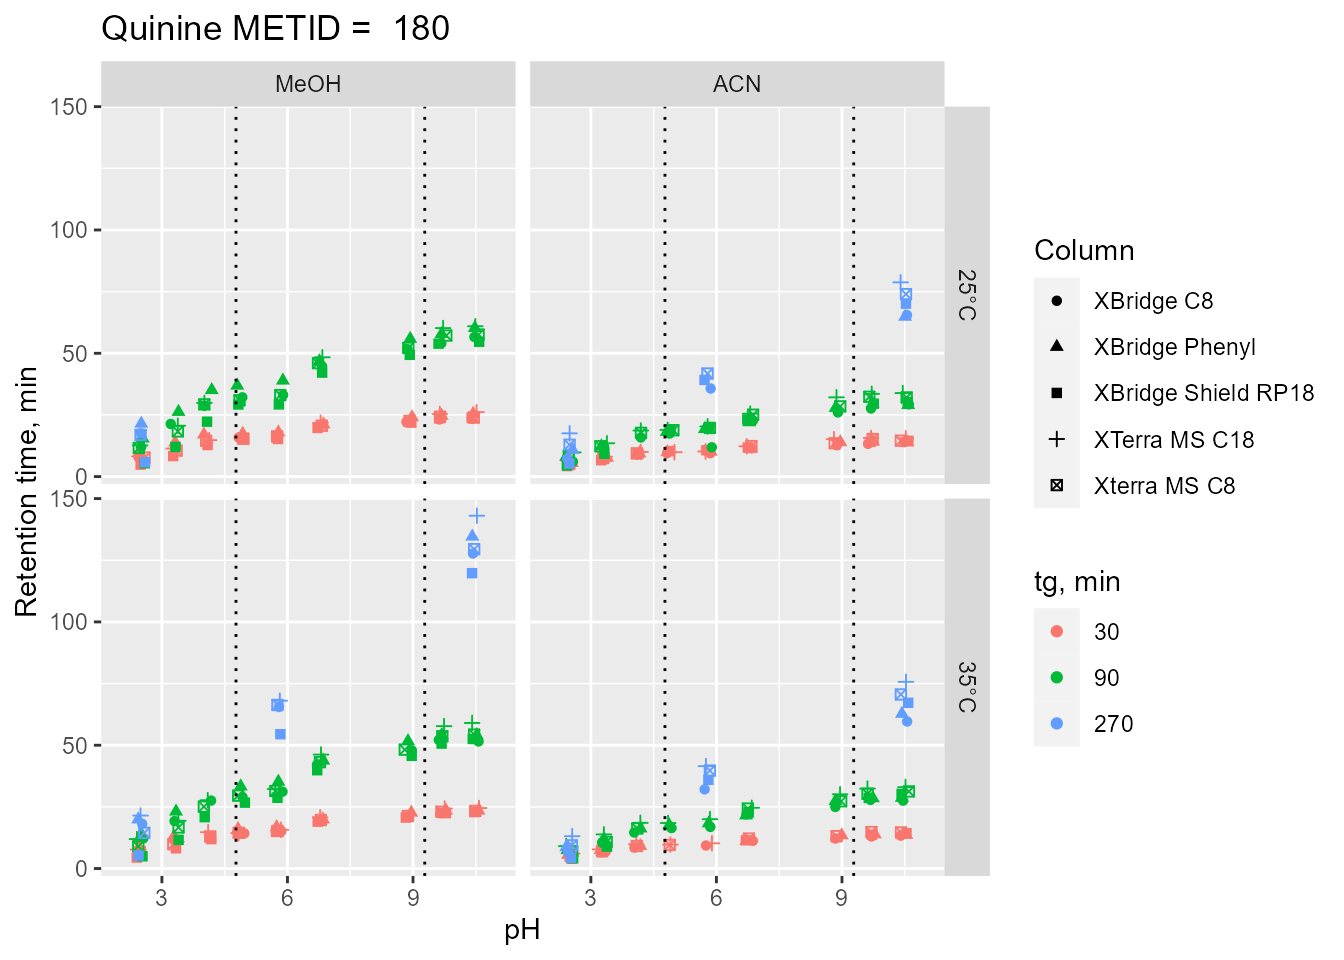 Quinine METID =  180
MeOH
ACN
150
100
50
0
25°C
150
100
50
0
35°C
3
6
9
3
6
9
pH
Retention time, min
Column
XBridge C8
XBridge Phenyl
XBridge Shield RP18
XTerra MS C18
Xterra MS C8
tg, min
30
90
270